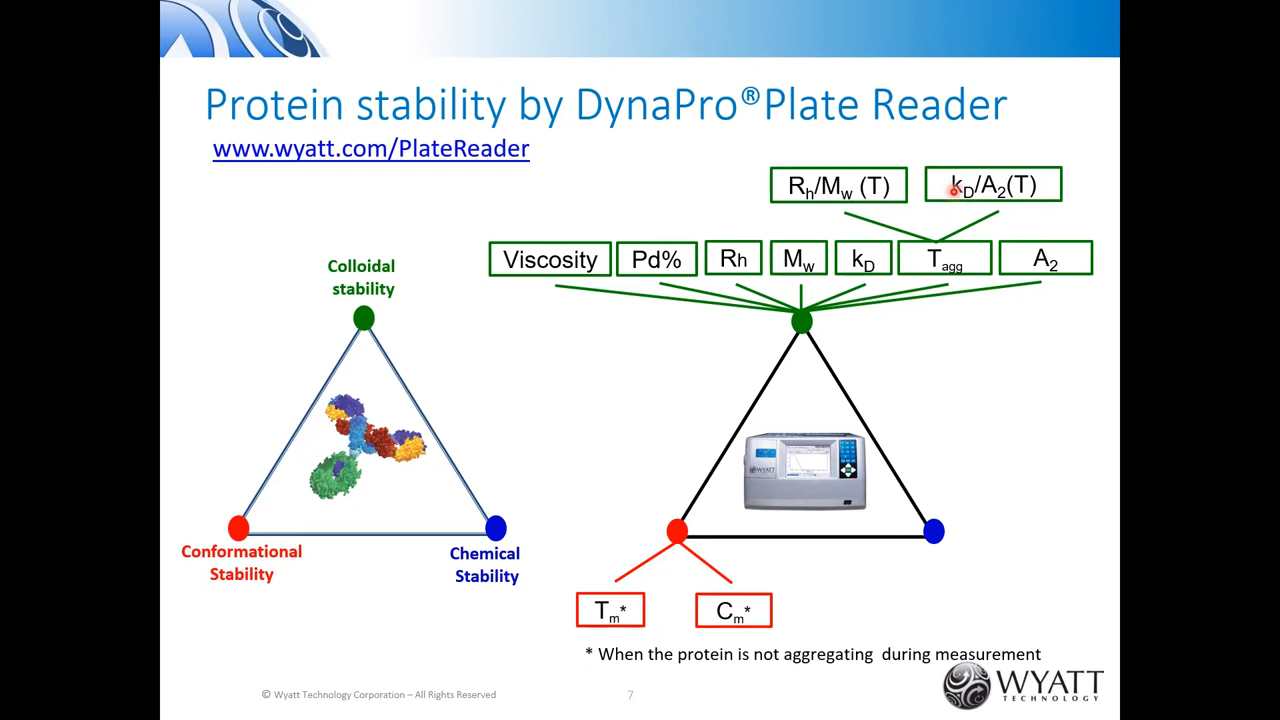 Protein stability by DynaPro®Plate Reader
www.wyatt.com/PlateReader
Rh/Mw (T)
kD/A2(T)
Viscosity
Pd%
Rh
Mw
kD
Tagg
A2
Colloidal
stability
Conformational
Stability
Chemical
Stability
WYATT
Tm*
Cm*
* When the protein is not aggregating during measurement
© Wyatt Technology Corporation – All Rights Reserved
7
WYATT
TECHNOLOGY